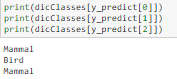 print(dicClasses[y_predict[0]])
print(dicClasses[y_predict[1]])
print(dicClasses[y_predict[2]])
Mammal
Bird
Mammal